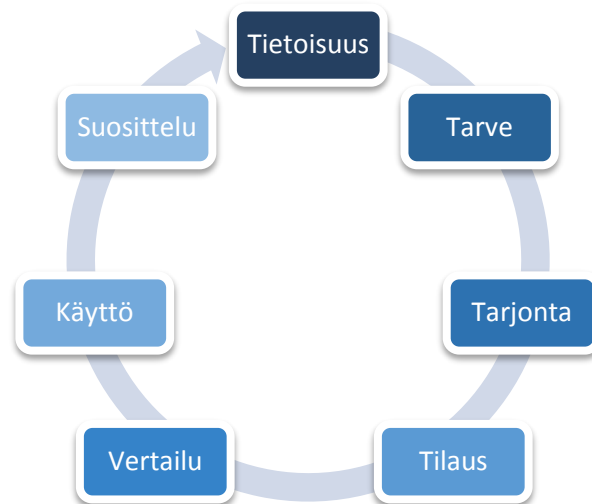 Tietoisuus
Tarve
Tarjonta
Tilaus
Vertailu
Käyttö
Suosittelu